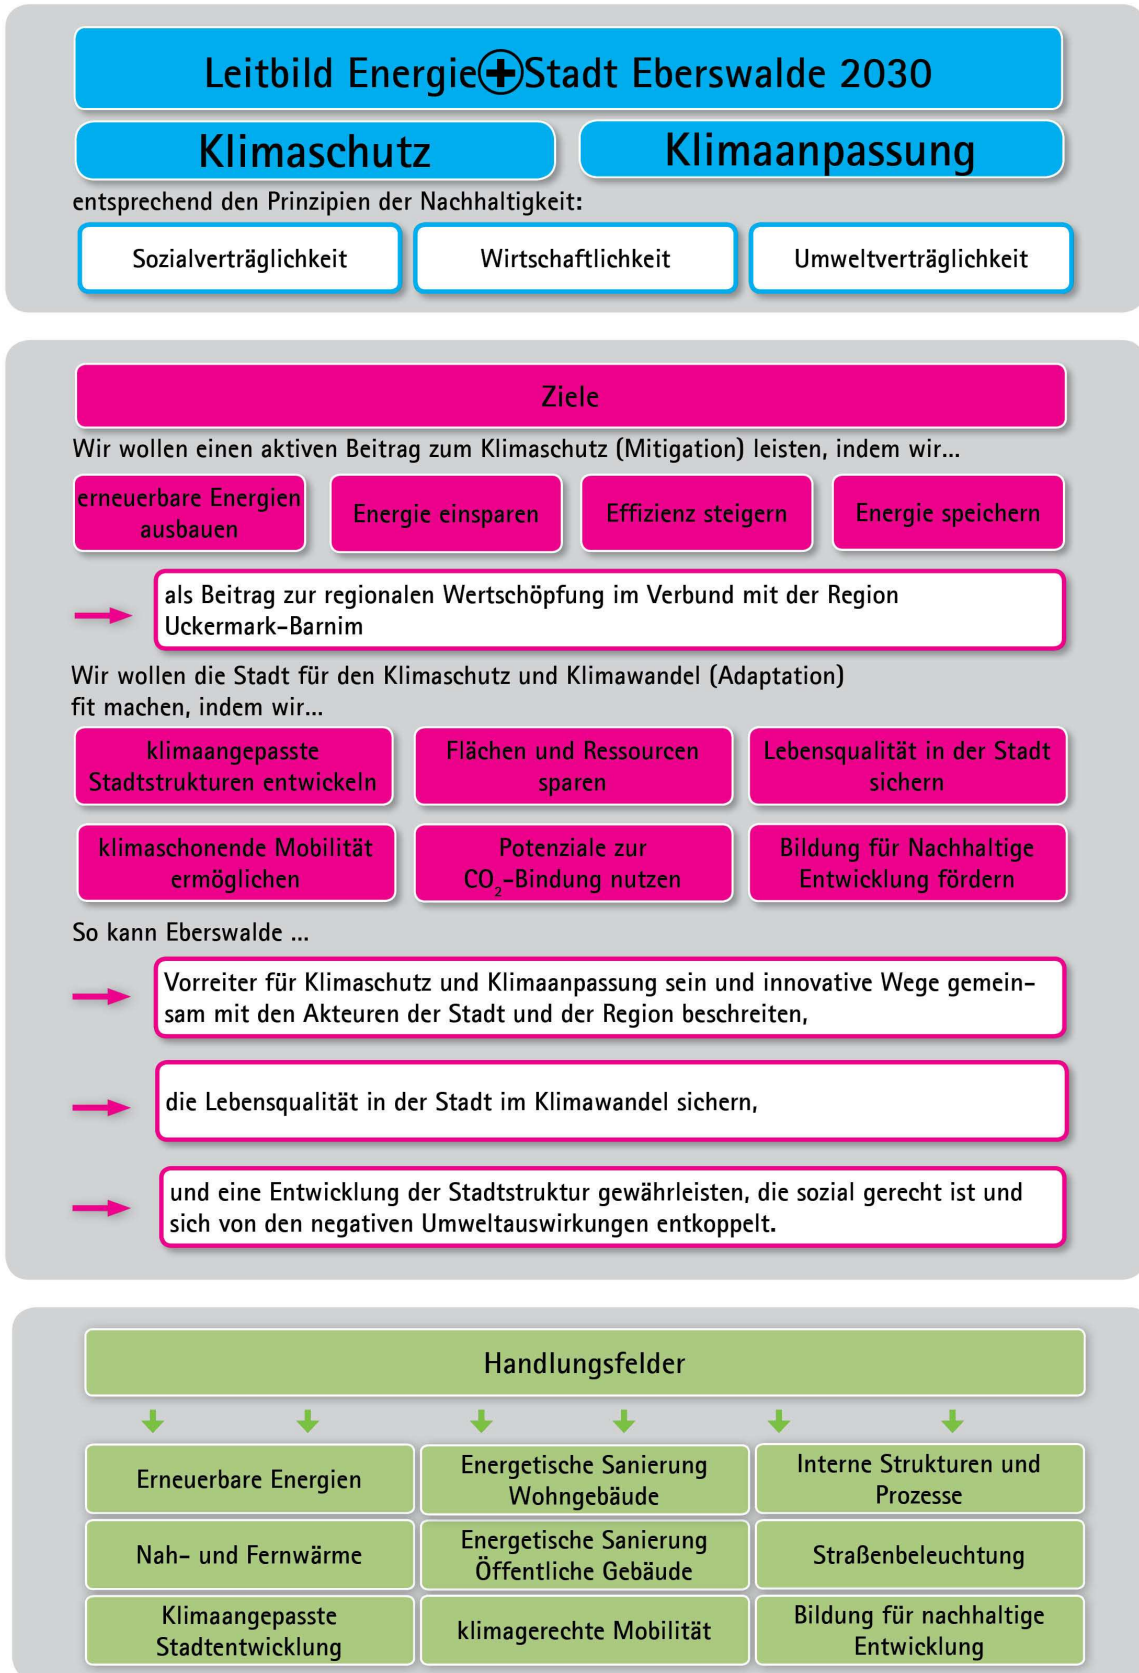 Leitbild Energie+Stadt Eberswalde 2030
Klimaschutz
Klimaanpassung
entsprechend den Prinzipien der Nachhaltigkeit:
Sozialverträglichkeit
Wirtschaftlichkeit
Umweltverträglichkeit
Ziele
Wir wollen einen aktiven Beitrag zum Klimaschutz (Mitigation) leisten, indem wir...
erneuerbare Energien
ausbauen
Energie einsparen
Effizienz steigern
Energie speichern
als Beitrag zur regionalen Wertschöpfung im Verbund mit der Region
Uckermark-Barnim
Wir wollen die Stadt für den Klimaschutz und Klimawandel (Adaptation)
fit machen, indem wir...
klimaangepasste
Stadtstrukturen entwickeln
Flächen und Ressourcen
sparen
Lebensqualität in der Stadt
sichern
klimaschonende Mobilität
ermöglichen
Potenziale zur
CO₂-Bindung nutzen
Bildung für Nachhaltige
Entwicklung fördern
So kann Eberswalde ...
Vorreiter für Klimaschutz und Klimaanpassung sein und innovative Wege gemein-
sam mit den Akteuren der Stadt und der Region beschreiten,
die Lebensqualität in der Stadt im Klimawandel sichern,
und eine Entwicklung der Stadtstruktur gewährleisten, die sozial gerecht ist und
sich von den negativen Umweltauswirkungen entkoppelt.
Handlungsfelder
Erneuerbare Energien
Energetische Sanierung
Wohngebäude
Interne Strukturen und
Prozesse
Nah- und Fernwärme
Energetische Sanierung
Öffentliche Gebäude
Straßenbeleuchtung
Klimaangepasste
Stadtentwicklung
klimagerechte Mobilität
Bildung für nachhaltige
Entwicklung